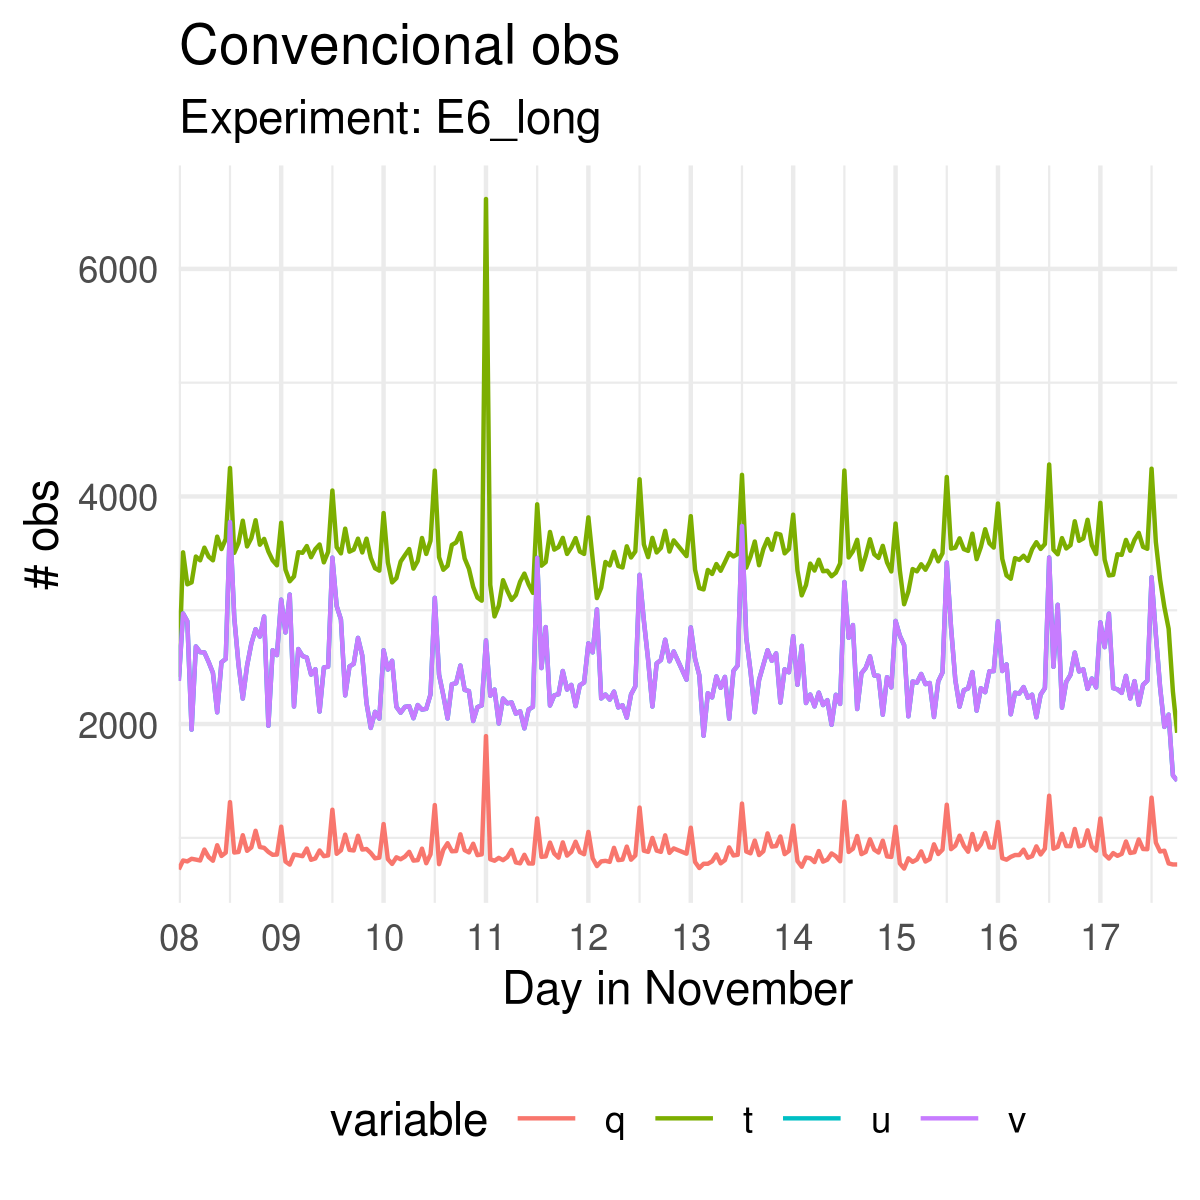 Convencional obs
Experiment: E6_long
# obs
6000
4000
2000
08 09 10 11 12 13 14 15 16 17
Day in November
variable q t u v